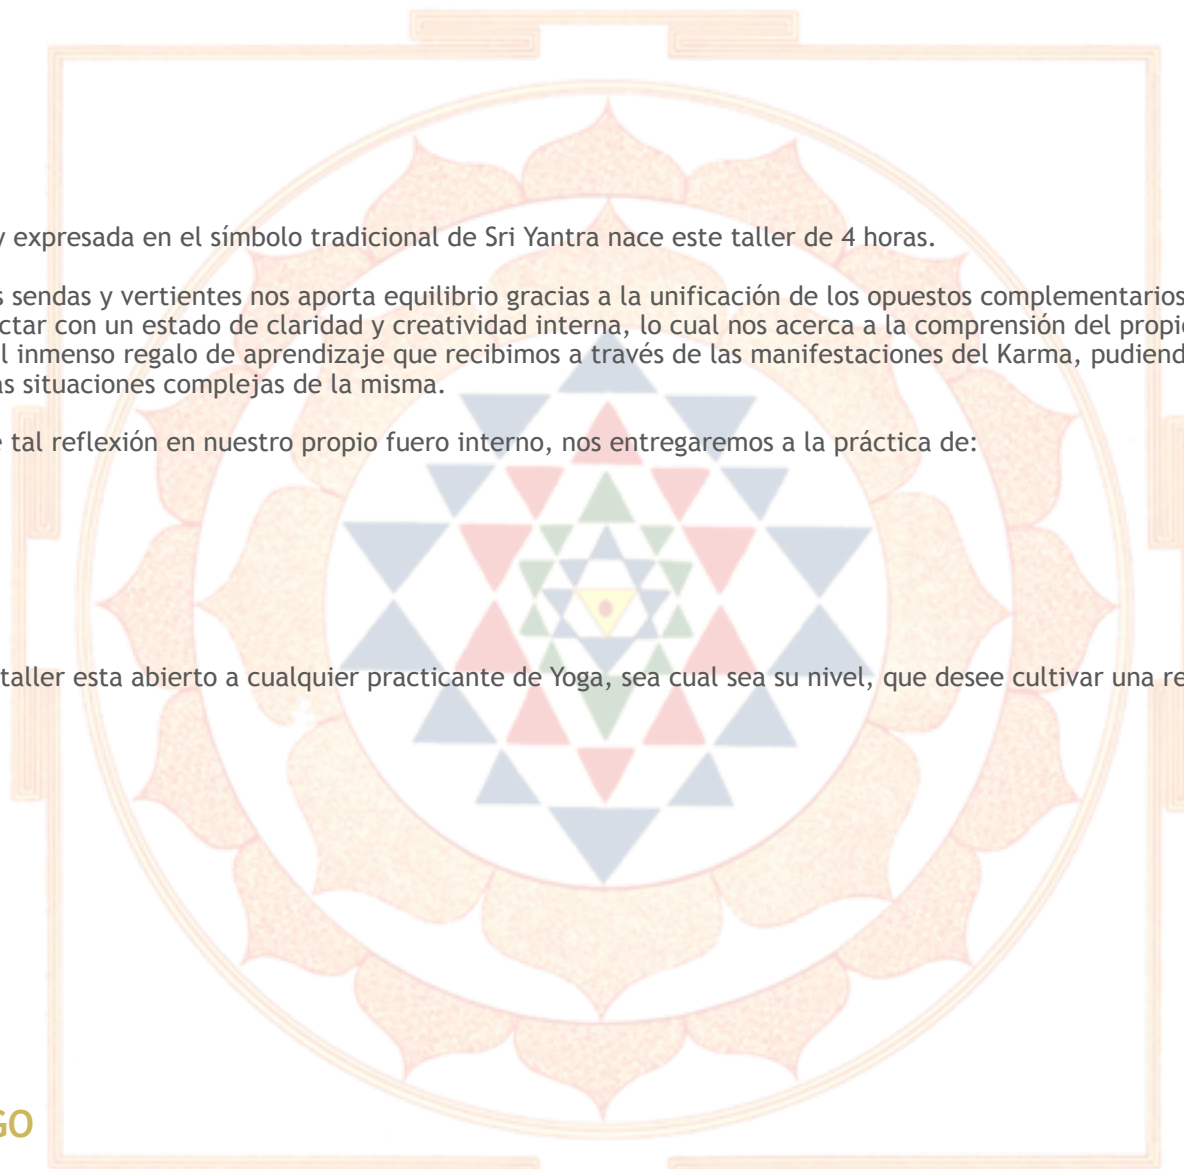 y expresada en el símbolo tradicional de Sri Yantra nace este taller de 4 horas.
s sendas y vertientes nos aporta equilibrio gracias a la unificación de los opuestos complementarios
ctar con un estado de claridad y creatividad interna, lo cual nos acerca a la comprensión del propi
l inmenso regalo de aprendizaje que recibimos a través de las manifestaciones del Karma, pudiend
as situaciones complejas de la misma.
e tal reflexión en nuestro propio fuero interno, nos entregaremos a la práctica de:
taller esta abierto a cualquier practicante de Yoga, sea cual sea su nivel, que desee cultivar una re
GO